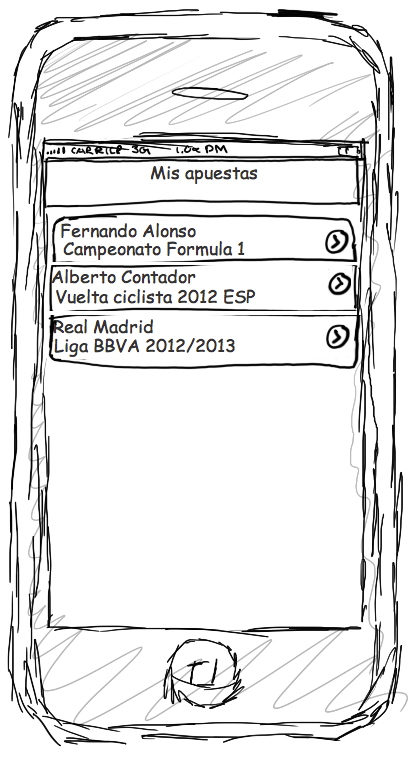 CARRIER 3G 1:00 PM
Mis apuestas
Fernando Alonso
Campeonato Formula 1
Alberto Contador
Vuelta ciclista 2012 ESP
Real Madrid
Liga BBVA 2012/2013